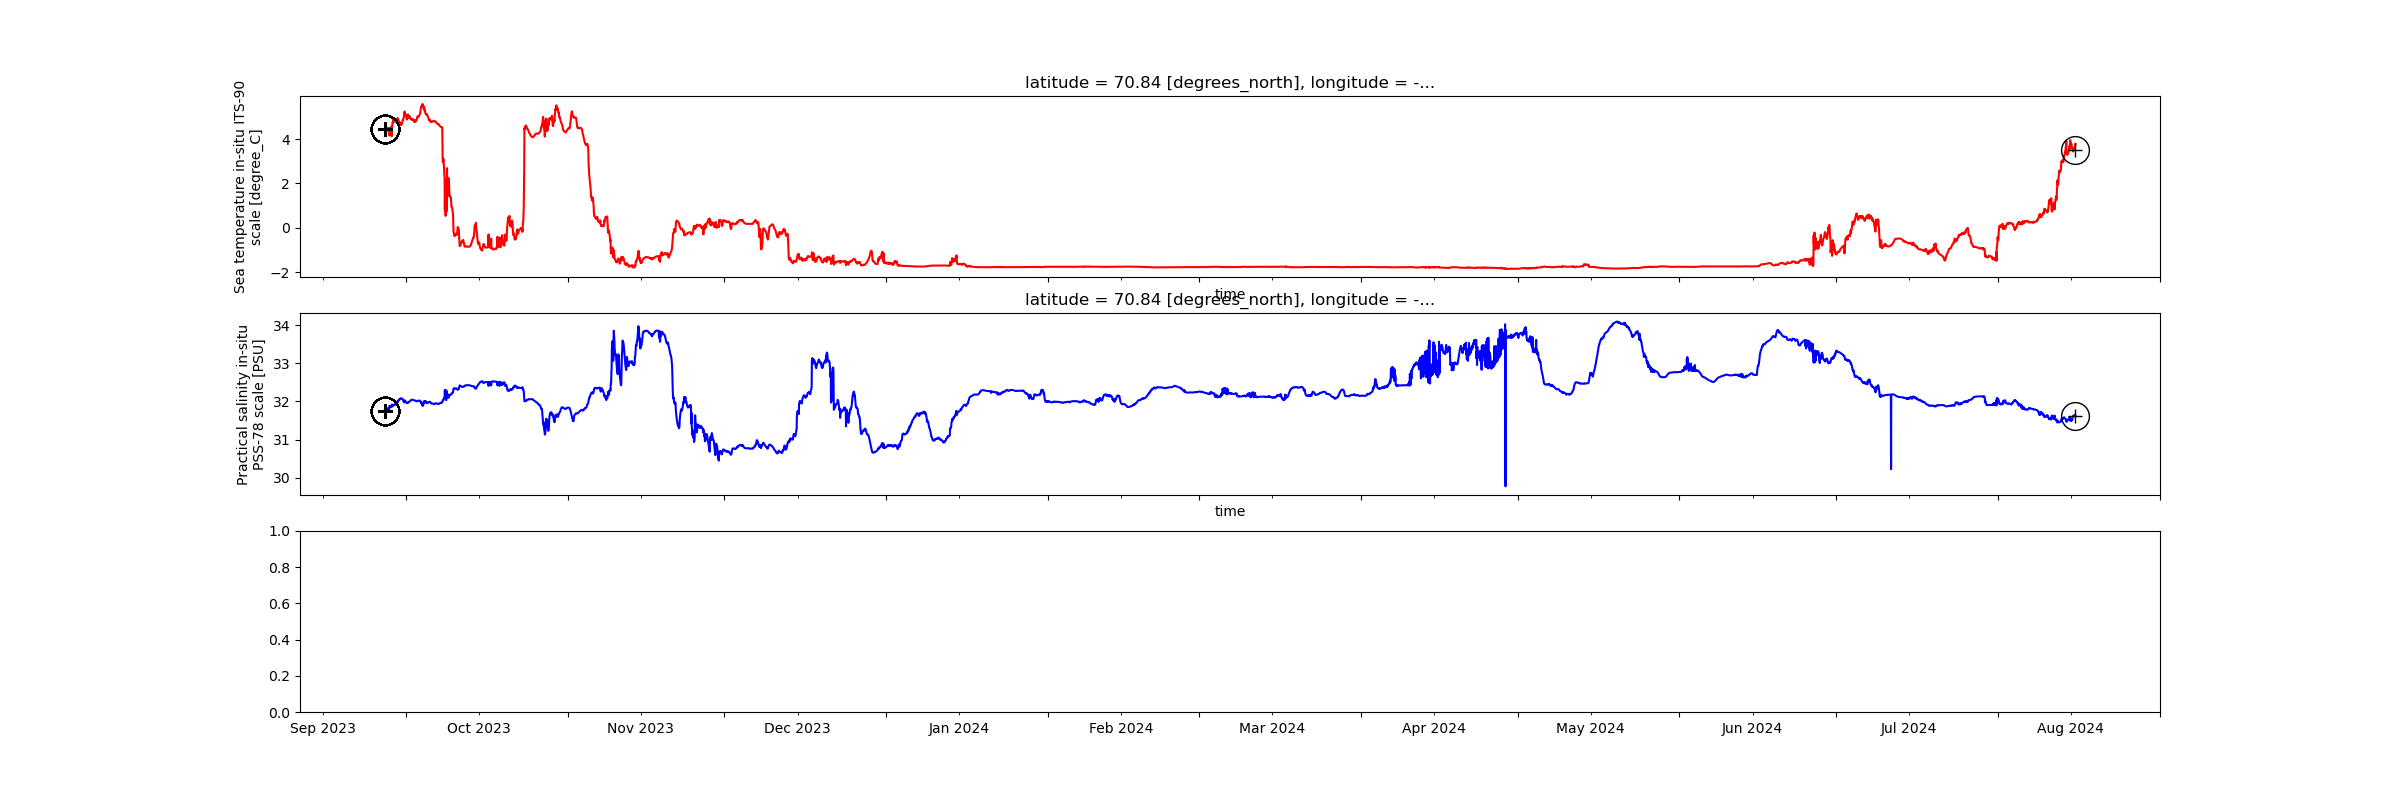 latitude = 70.84 [degrees_north], longitude = -...
Sea temperature in-situ ITS-90
scale [degree_C]
4
2
0
−2
time
latitude = 70.84 [degrees_north], longitude = -...
Practical salinity in-situ
PSS-78 scale [PSU]
34
33
32
31
30
time
1.0
0.8
0.6
0.4
0.2
0.0
Sep 2023 Oct 2023 Nov 2023 Dec 2023 Jan 2024 Feb 2024 Mar 2024 Apr 2024 May 2024 Jun 2024 Jul 2024 Aug 2024